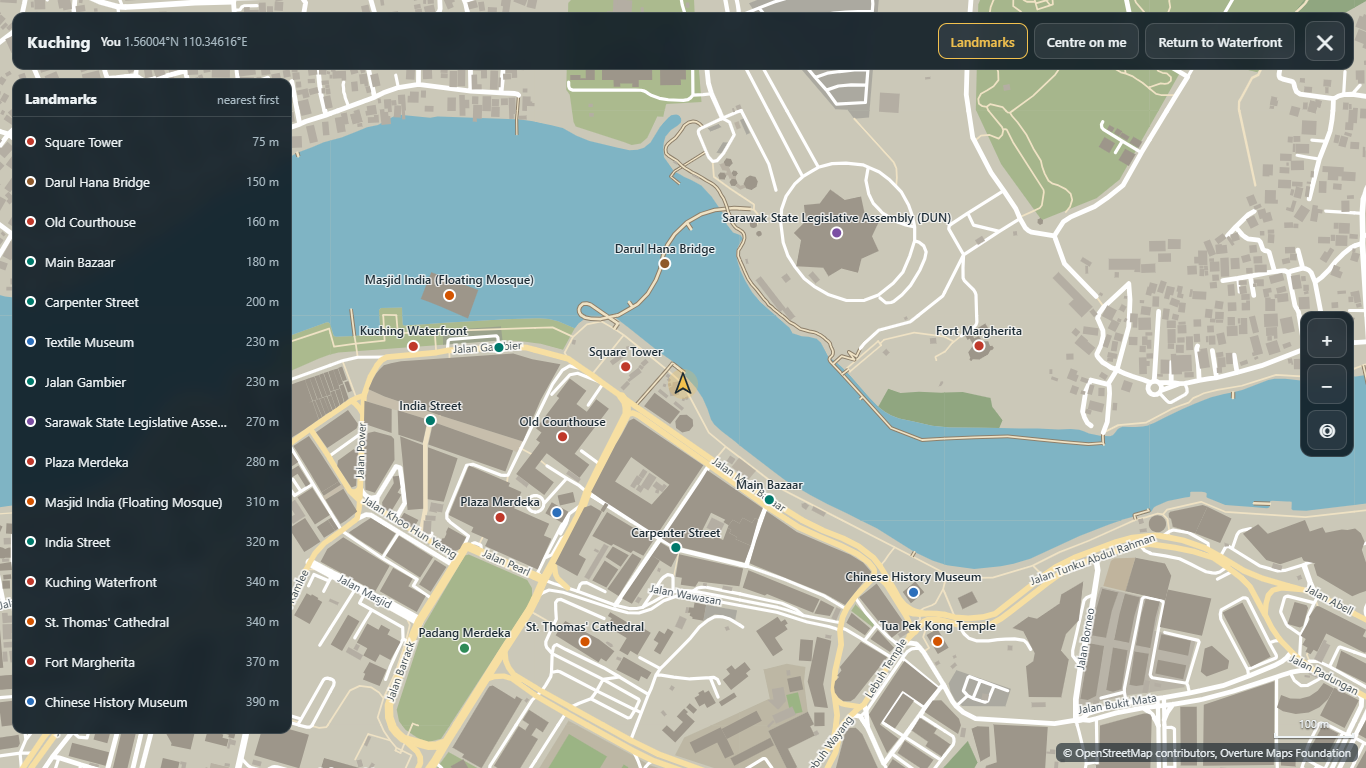 Kuching You 1.56004°N 110.34616°E
Landmarks Centre on me Return to Waterfront
Landmarks nearest first
Square Tower 75 m
Darul Hana Bridge 150 m
Old Courthouse 160 m
Main Bazaar 180 m
Carpenter Street 200 m
Textile Museum 230 m
Jalan Gambier 230 m
Sarawak State Legislative Asse... 270 m
Plaza Merdeka 280 m
Masjid India (Floating Mosque) 310 m
India Street 320 m
Kuching Waterfront 340 m
St. Thomas' Cathedral 340 m
Fort Margherita 370 m
Chinese History Museum 390 m
Sarawak State Legislative Assembly (DUN)
Darul Hana Bridge
Masjid India (Floating Mosque)
Kuching Waterfront
Fort Margherita
Jalan Gambier
Square Tower
India Street
Old Courthouse
Jalan Power
Jalan Main Bazaar
Main Bazaar
Plaza Merdeka
Jalan Khoo Hun Yeang
Carpenter Street
Jalan Pearl
Jalan Tunku Abdul Rahman
Chinese History Museum
Jalan Masjid
Jalan Wawasan
Jalan Abell
Tua Pek Kong Temple
St. Thomas' Cathedral
Padang Merdeka
Jalan Borneo
Jalan Barrack
Lebuh Temple
Jalan Padungan
Jalan Bukit Mata
100 m
© OpenStreetMap contributors, Overture Maps Foundation